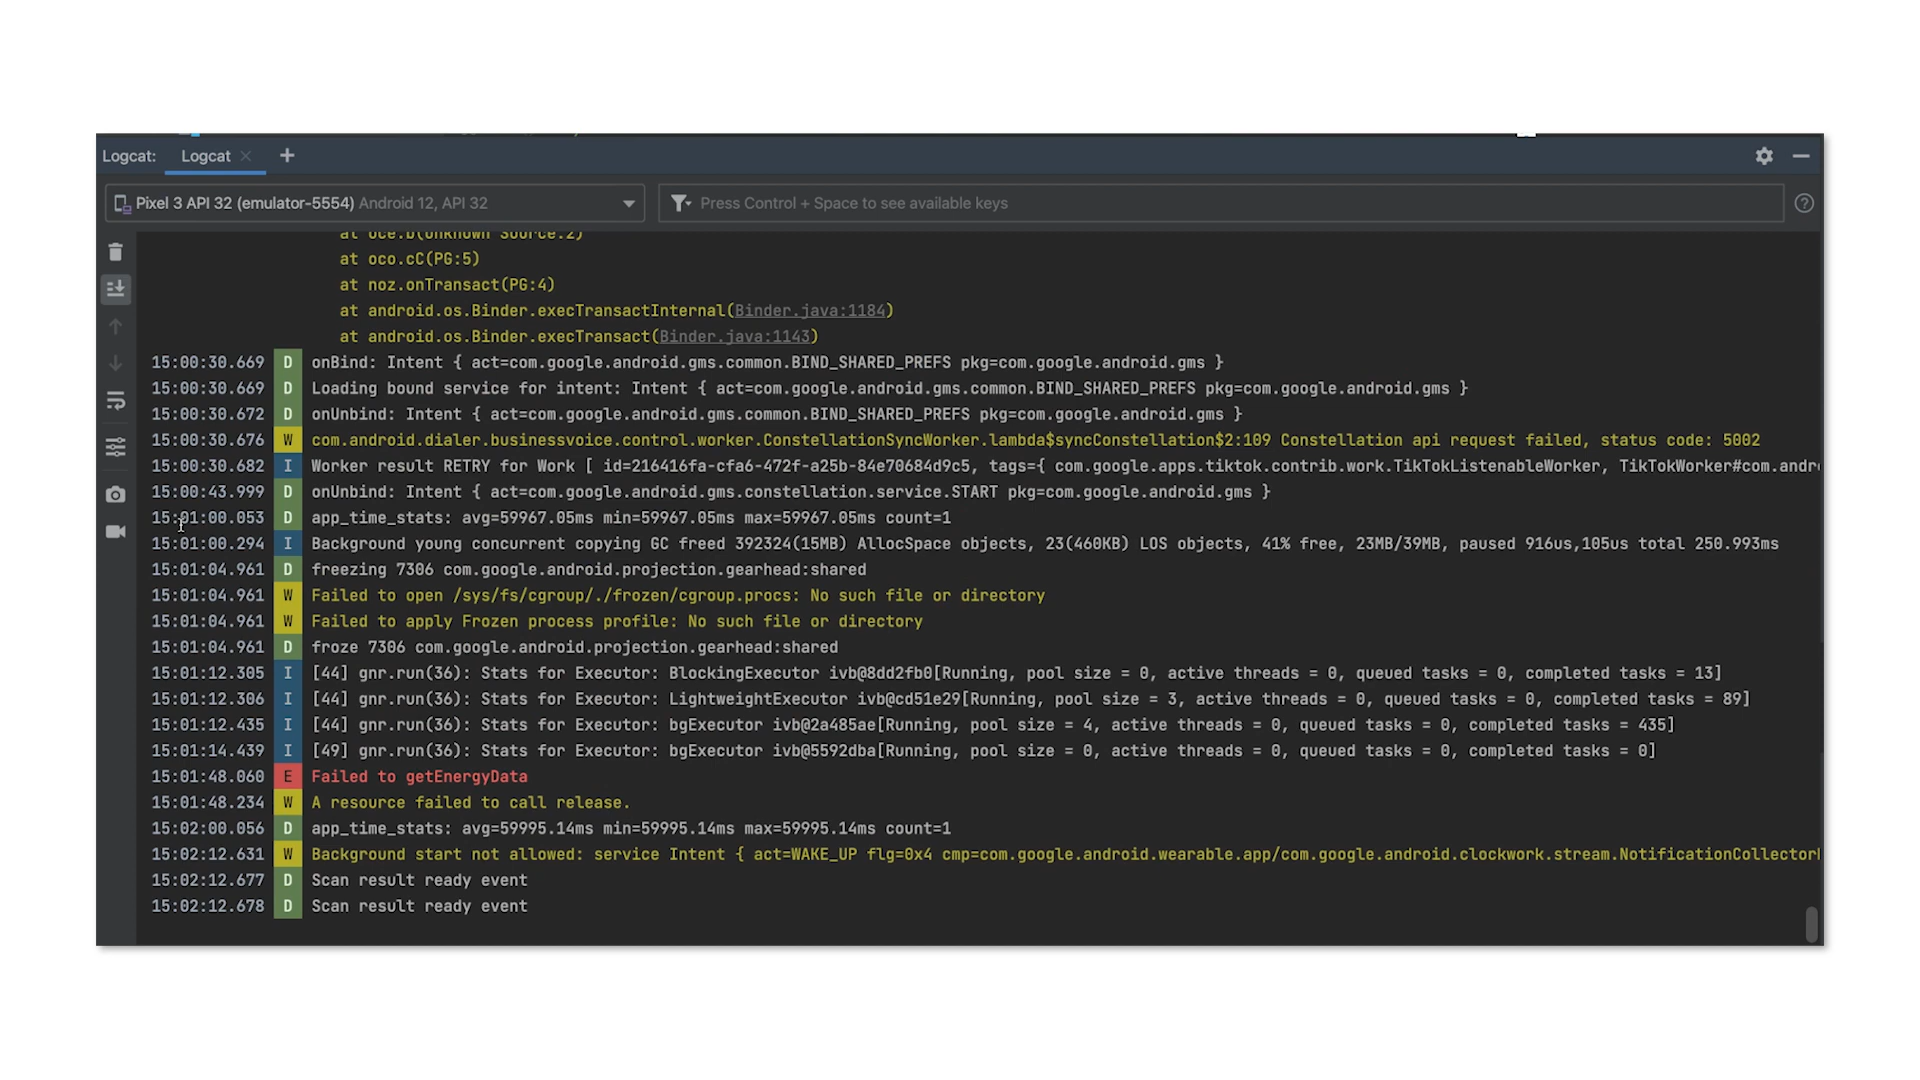 Logcat: Logcat
Pixel 3 API 32 (emulator-5554) Android 12, API 32 Press Control + Space to see available keys
at oce.b(Unknown Source:2)
at oco.cC(PG:5)
at noz.onTransact(PG:4)
at android.os.Binder.execTransactInternal(Binder.java:1184)
at android.os.Binder.execTransact(Binder.java:1143)
15:00:30.669 D onBind: Intent { act=com.google.android.gms.common.BIND_SHARED_PREFS pkg=com.google.android.gms }
15:00:30.669 D Loading bound service for intent: Intent { act=com.google.android.gms.common.BIND_SHARED_PREFS pkg=com.google.android.gms }
15:00:30.672 D onUnbind: Intent { act=com.google.android.gms.common.BIND_SHARED_PREFS pkg=com.google.android.gms }
15:00:30.676 W com.android.dialer.businessvoice.control.worker.ConstellationSyncWorker.lambda$syncConstellation$2:109 Constellation api request failed, status code: 5002
15:00:30.682 I Worker result RETRY for Work [ id=216416fa-cfa6-472f-a25b-84e70684d9c5, tags={ com.google.apps.tiktok.contrib.work.TikTokListenableWorker, TikTokWorker#com.andr
15:00:43.999 D onUnbind: Intent { act=com.google.android.gms.constellation.service.START pkg=com.google.android.gms }
15:01:00.053 D app_time_stats: avg=59967.05ms min=59967.05ms max=59967.05ms count=1
15:01:00.294 I Background young concurrent copying GC freed 392324(15MB) AllocSpace objects, 23(460KB) LOS objects, 41% free, 23MB/39MB, paused 916us,105us total 250.993ms
15:01:04.961 D freezing 7306 com.google.android.projection.gearhead:shared
15:01:04.961 W Failed to open /sys/fs/cgroup/./frozen/cgroup.procs: No such file or directory
15:01:04.961 W Failed to apply Frozen process profile: No such file or directory
15:01:04.961 D froze 7306 com.google.android.projection.gearhead:shared
15:01:12.305 I [44] gnr.run(36): Stats for Executor: BlockingExecutor ivb@8dd2fb0[Running, pool size = 0, active threads = 0, queued tasks = 0, completed tasks = 13]
15:01:12.306 I [44] gnr.run(36): Stats for Executor: LightweightExecutor ivb@cd51e29[Running, pool size = 3, active threads = 0, queued tasks = 0, completed tasks = 89]
15:01:12.435 I [44] gnr.run(36): Stats for Executor: bgExecutor ivb@2a485ae[Running, pool size = 4, active threads = 0, queued tasks = 0, completed tasks = 435]
15:01:14.439 I [49] gnr.run(36): Stats for Executor: bgExecutor ivb@5592dba[Running, pool size = 0, active threads = 0, queued tasks = 0, completed tasks = 0]
15:01:48.060 E Failed to getEnergyData
15:01:48.234 W A resource failed to call release.
15:02:00.056 D app_time_stats: avg=59995.14ms min=59995.14ms max=59995.14ms count=1
15:02:12.631 W Background start not allowed: service Intent { act=WAKE_UP flg=0x4 cmp=com.google.android.wearable.app/com.google.android.clockwork.stream.NotificationCollector
15:02:12.677 D Scan result ready event
15:02:12.678 D Scan result ready event